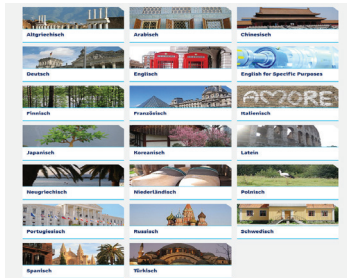 Altgriechisch
Arabisch
Chinesisch
Deutsch
Englisch
English for Specific Purposes
Finnisch
Französisch
AMORE
Italienisch
Japanisch
Koreanisch
Latein
Neugriechisch
Niederländisch
Polnisch
Portugiesisch
Russisch
Schwedisch
Spanisch
Türkisch